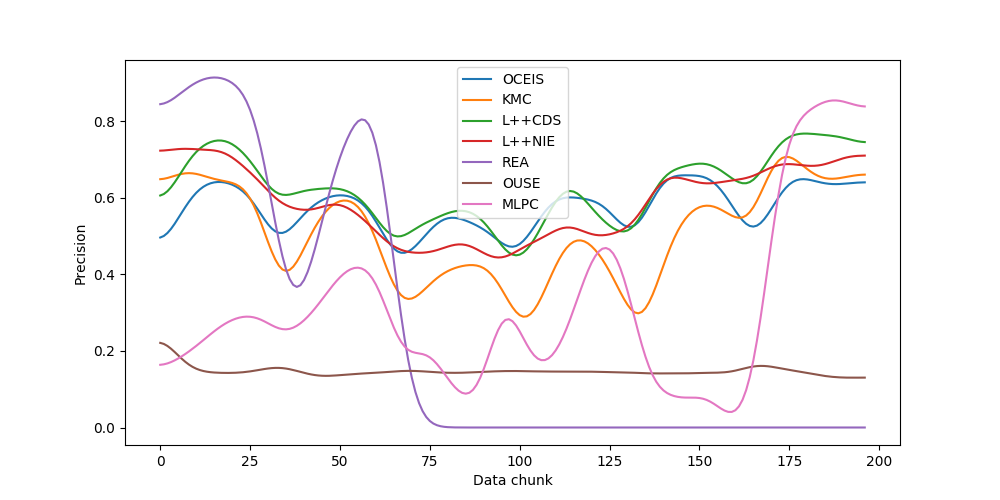 OCEIS
KMC
L++CDS
L++NIE
REA
OUSE
MLPC
Precision
0.8
0.6
0.4
0.2
0.0
0 25 50 75 100 125 150 175 200
Data chunk